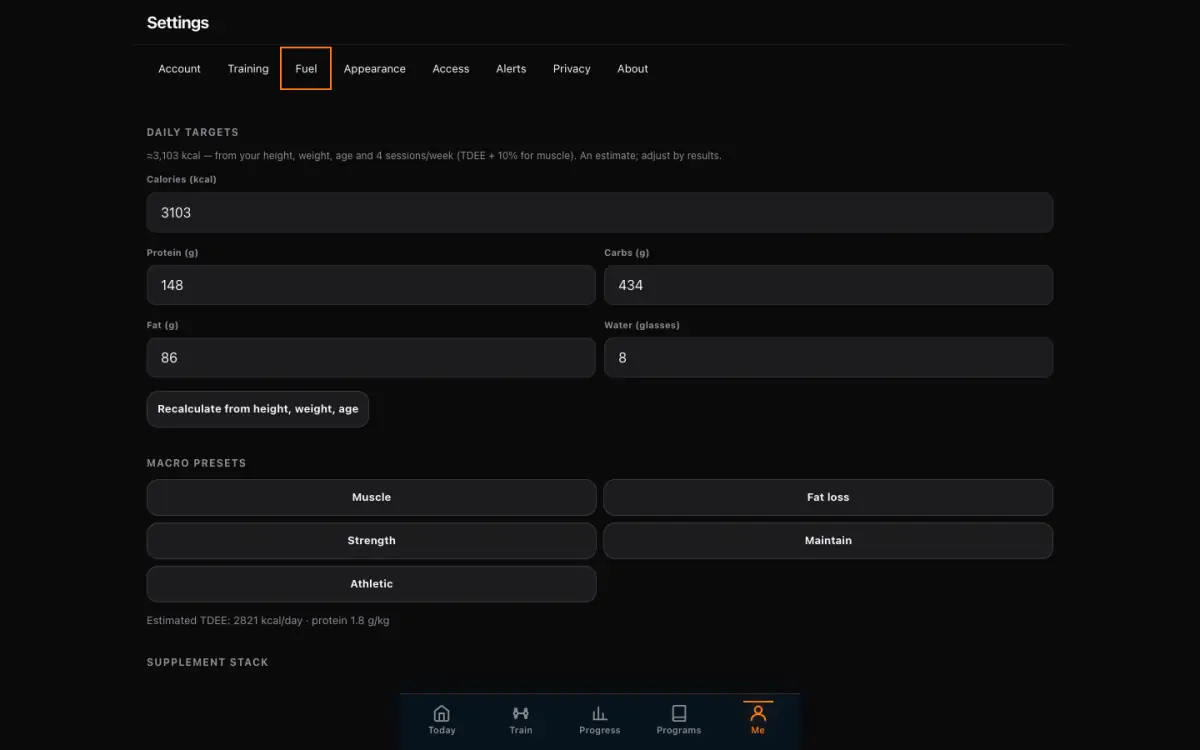 Settings
Account Training Fuel Appearance Access Alerts Privacy About
DAILY TARGETS
≈3,103 kcal — from your height, weight, age and 4 sessions/week (TDEE + 10% for muscle). An estimate; adjust by results.
Calories (kcal)
3103
Protein (g) Carbs (g)
148 434
Fat (g) Water (glasses)
86 8
Recalculate from height, weight, age
MACRO PRESETS
Muscle Fat loss
Strength Maintain
Athletic
Estimated TDEE: 2821 kcal/day · protein 1.8 g/kg
SUPPLEMENT STACK
Today Train Progress Programs Me